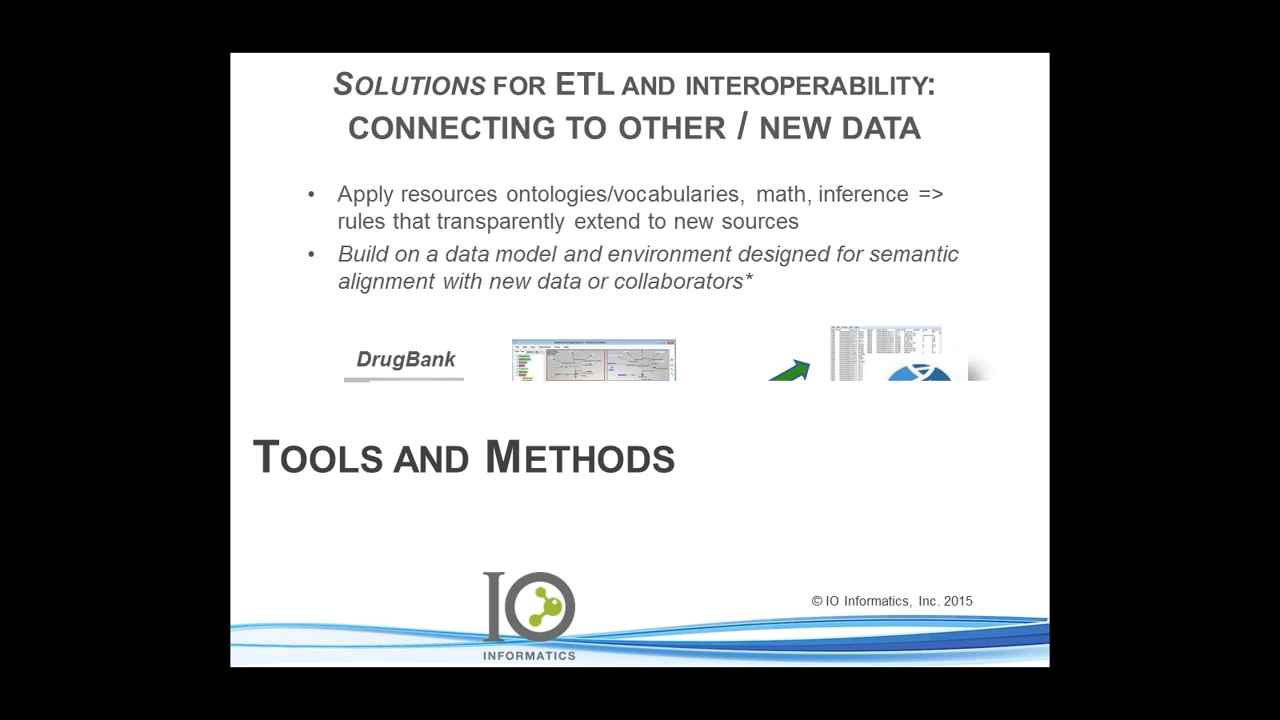 SOLUTIONS FOR ETL AND INTEROPERABILITY:
CONNECTING TO OTHER / NEW DATA
• Apply resources ontologies/vocabularies, math, inference =>
rules that transparently extend to new sources
• Build on a data model and environment designed for semantic
alignment with new data or collaborators*
DrugBank
TOOLS AND METHODS
© IO Informatics, Inc. 2015
IO
INFORMATICS